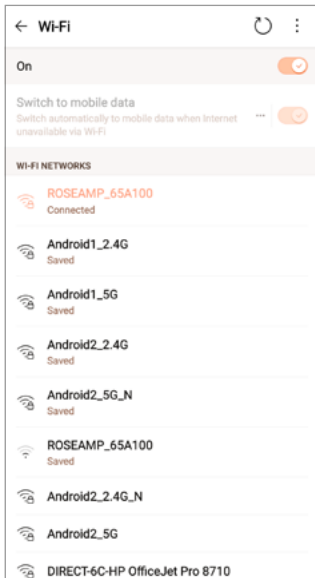 Wi-Fi
On
Switch to mobile data
Switch automatically to mobile data when Internet
unavailable via Wi-Fi
WI-FI NETWORKS
ROSEAMP_65A100
Connected
Android1_2.4G
Saved
Android1_5G
Saved
Android2_2.4G
Saved
Android2_5G_N
Saved
ROSEAMP_65A100
Saved
Android2_2.4G_N
Android2_5G
DIRECT-6C-HP OfficeJet Pro 8710